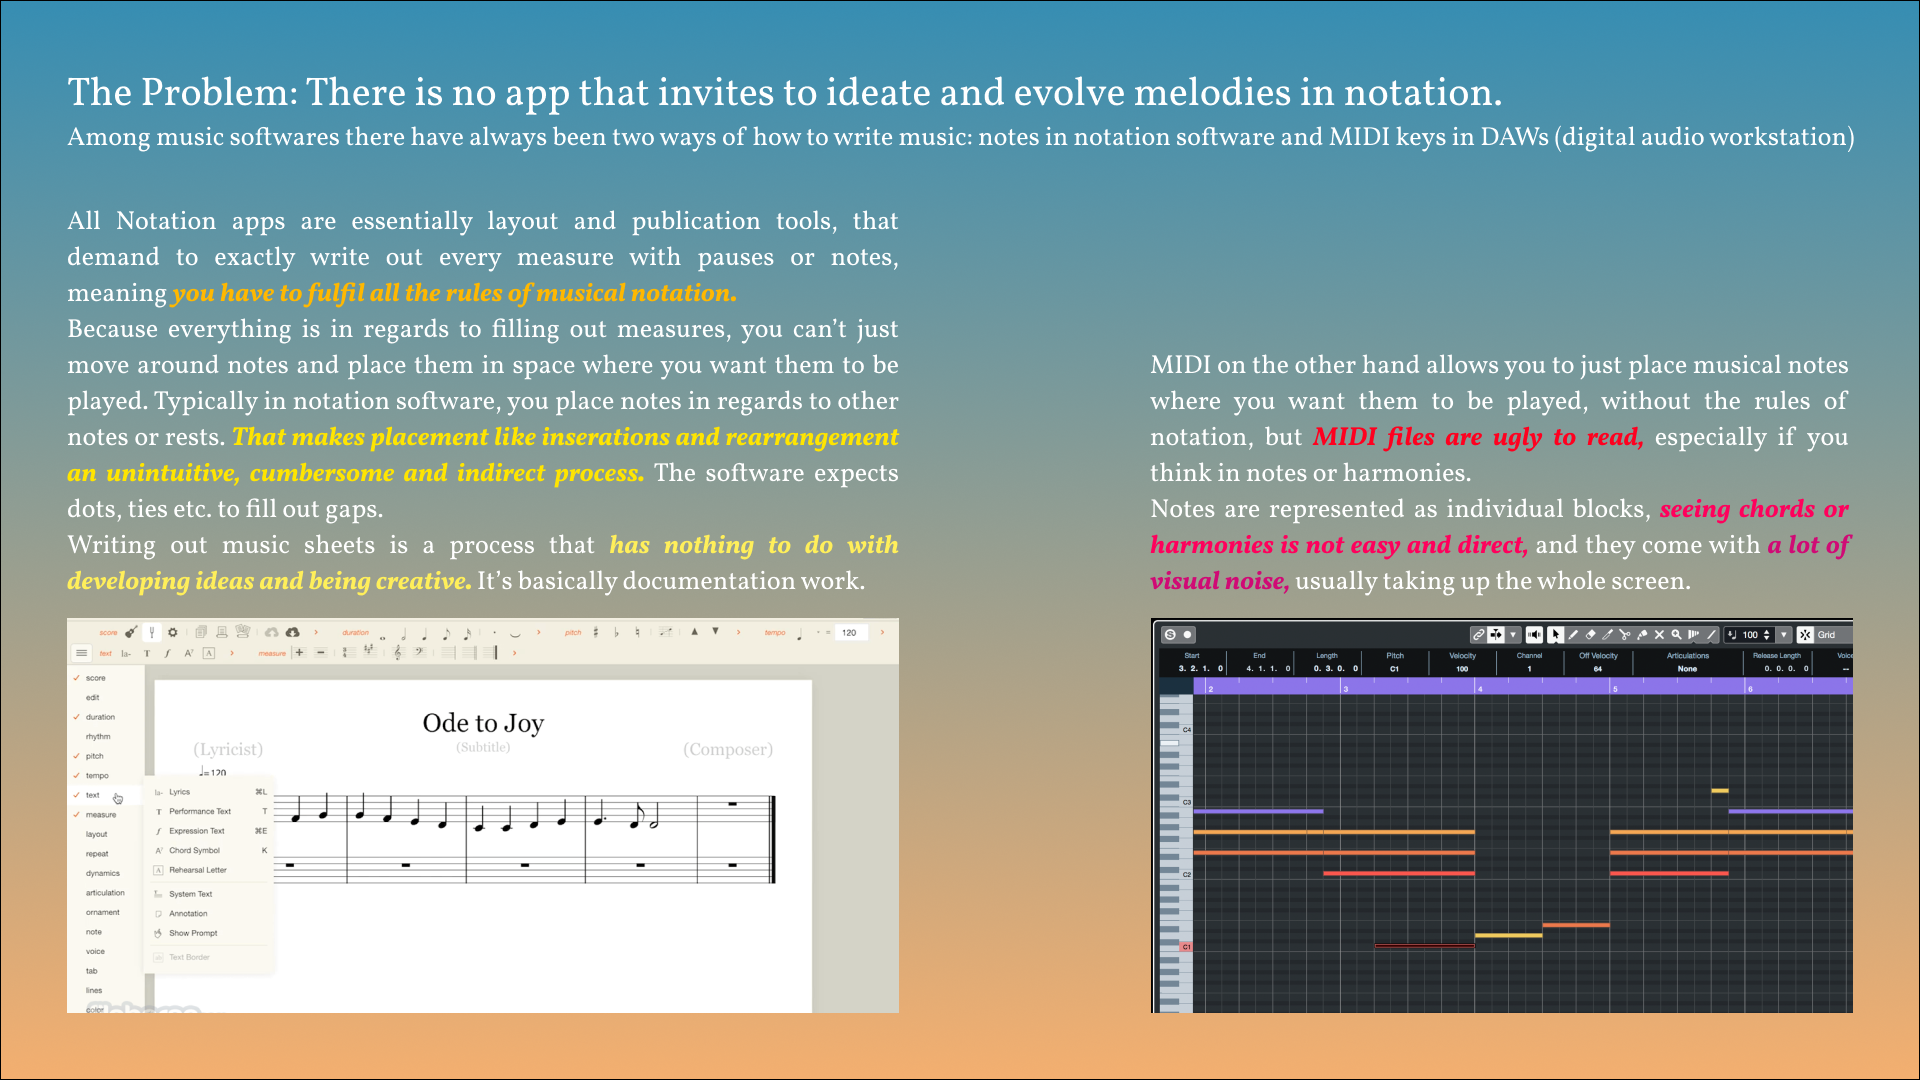 The Problem: There is no app that invites to ideate and evolve melodies in notation.
Among music softwares there have always been two ways of how to write music: notes in notation software and MIDI keys in DAWs (digital audio workstation)
All Notation apps are essentially layout and publication tools, that
demand to exactly write out every measure with pauses or notes,
meaning you have to fulfil all the rules of musical notation.
Because everything is in regards to filling out measures, you can't just
move around notes and place them in space where you want them to be
played. Typically in notation software, you place notes in regards to other
notes or rests. That makes placement like inserations and rearrangement
an unintuitive, cumbersome and indirect process. The software expects
dots, ties etc. to fill out gaps.
Writing out music sheets is a process that has nothing to do with
developing ideas and being creative. It's basically documentation work.
MIDI on the other hand allows you to just place musical notes
where you want them to be played, without the rules of
notation, but MIDI files are ugly to read, especially if you
think in notes or harmonies.
Notes are represented as individual blocks, seeing chords or
harmonies is not easy and direct, and they come with a lot of
visual noise, usually taking up the whole screen.
score duration pitch tempo = 120
text la- T f A A measure
score
edit
duration
rhythm
pitch
tempo
text
measure
layout
repeat
dynamics
articulation
ornament
note
voice
tab
lines
color
Ode to Joy
(Subtitle)
(Lyricist)
(Composer)
=120
la- Lyrics ⌘L
T Performance Text T
f Expression Text ⌘E
Chord Symbol K
A Rehearsal Letter
System Text
Annotation
Show Prompt
Text Border
S 100 Grid
Start End Length Pitch Velocity Channel Off Velocity Articulations Release Length Voice
3. 2. 1. 0 4. 1. 1. 0 0. 3. 0. 0 C1 100 1 64 None 0. 0. 0. 0 --
2 3 4 5 6
C4
C3
C2
C1